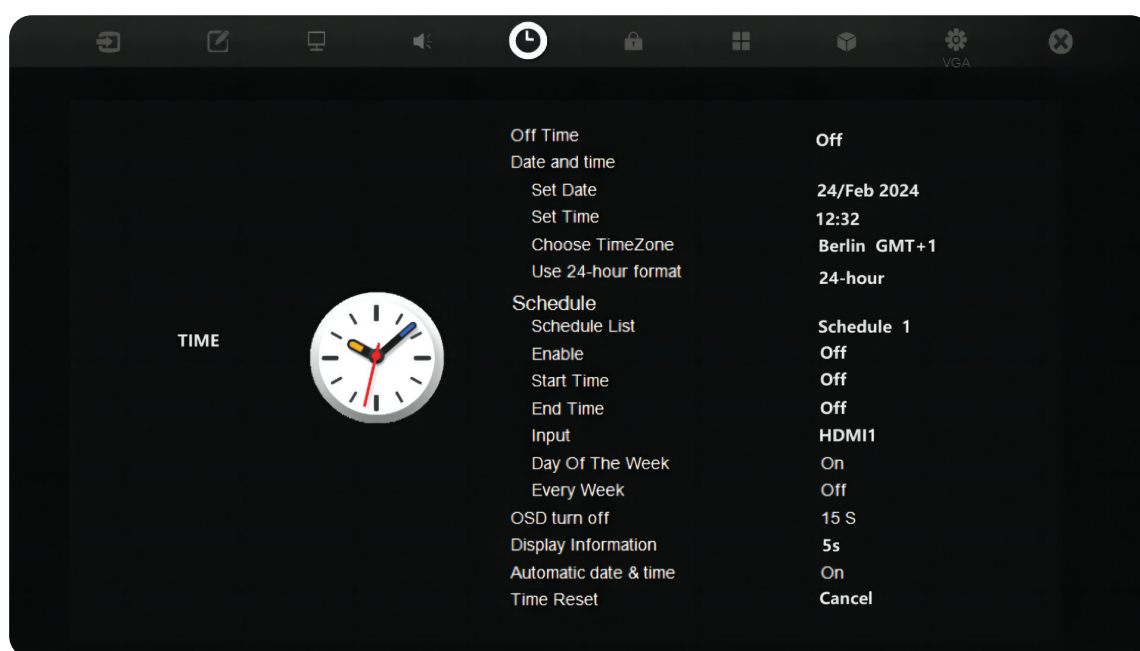 VGA
Off Time Off
Date and time
Set Date 24/Feb 2024
Set Time 12:32
Choose TimeZone Berlin GMT+1
Use 24-hour format 24-hour
Schedule
Schedule List Schedule 1
TIME
Enable Off
Start Time Off
End Time Off
Input HDMI1
Day Of The Week On
Every Week Off
OSD turn off 15 S
Display Information 5s
Automatic date & time On
Time Reset Cancel